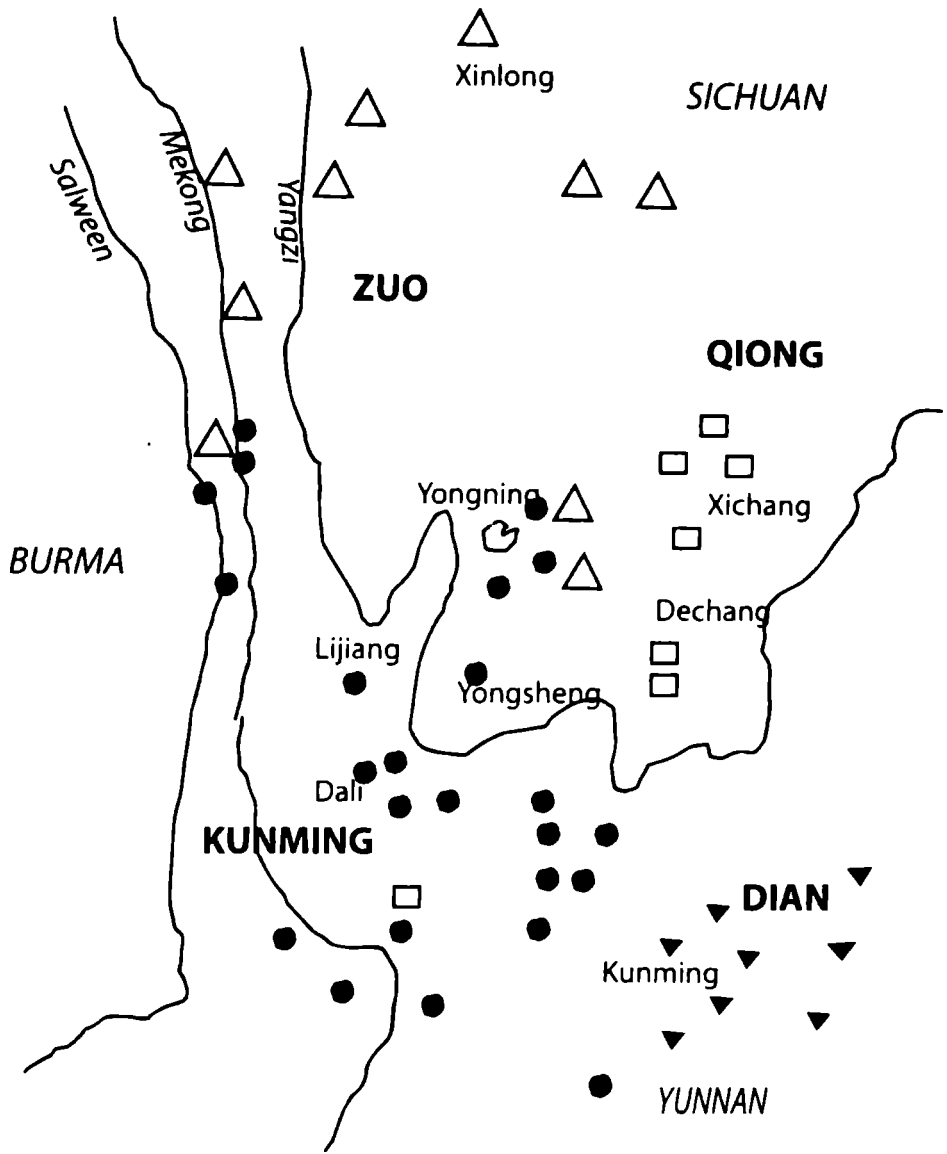 Xinlong
SICHUAN
Salween
Mekong
Yangzi
ZUO
QIONG
Yongning
Xichang
BURMA
Dechang
Lijiang
Yongsheng
Dali
KUNMING
DIAN
Kunming
YUNNAN